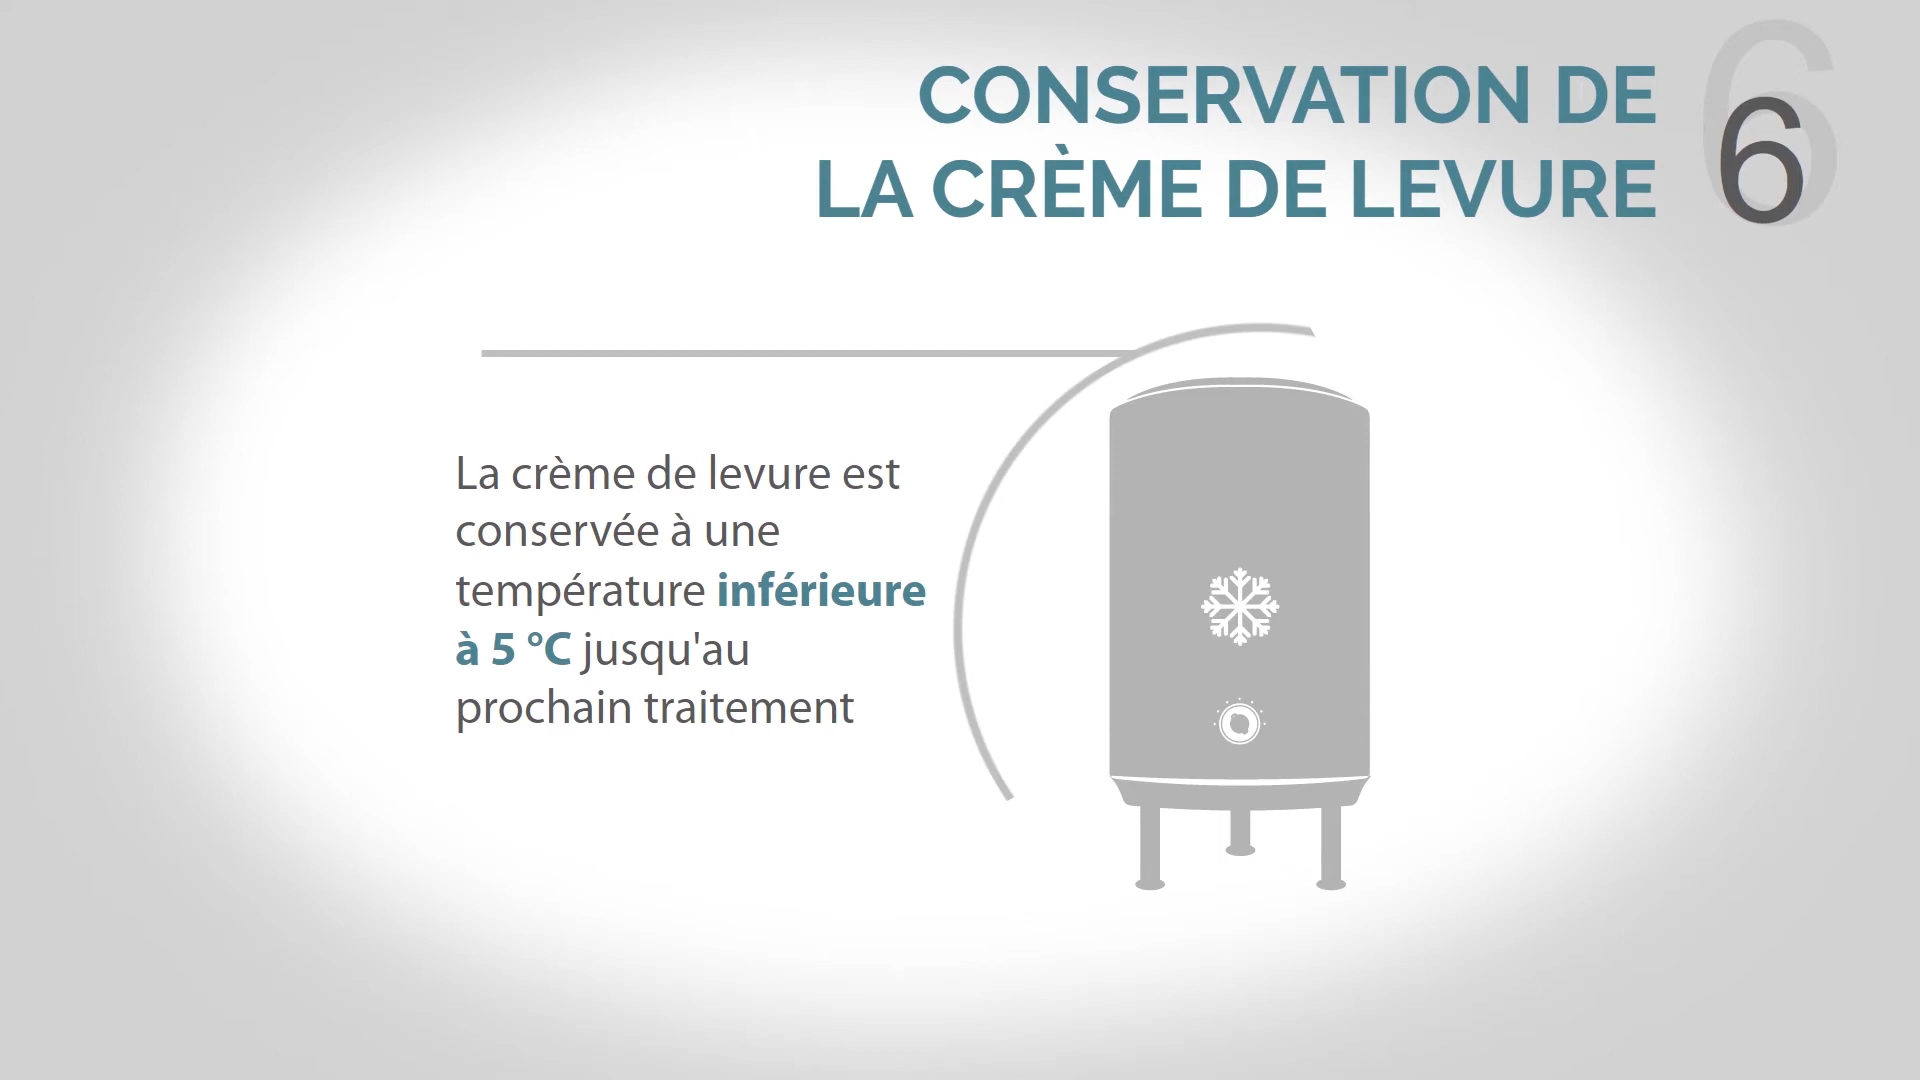 CONSERVATION DE
LA CRÈME DE LEVURE
6
6
La crème de levure est
conservée à une
température inférieure
à 5 °C jusqu'au
prochain traitement